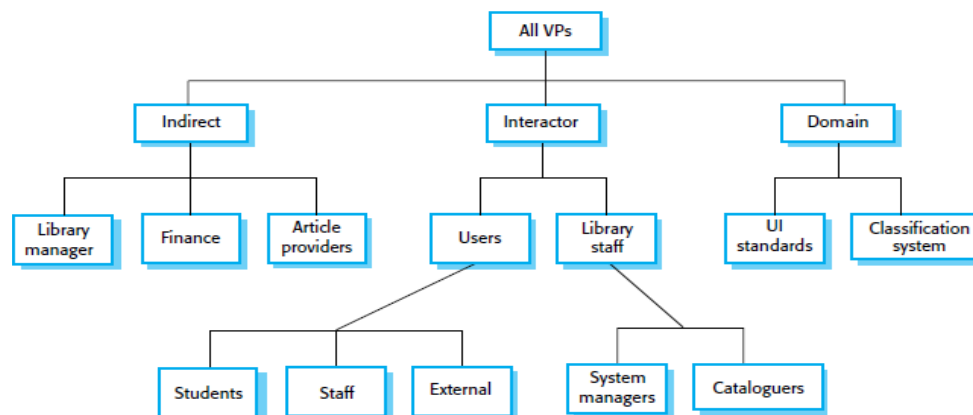 All VPs
Indirect
Interactor
Domain
Library
manager
Finance
Article
providers
Users
Library
staff
UI
standards
Classification
system
Students
Staff
External
System
managers
Cataloguers